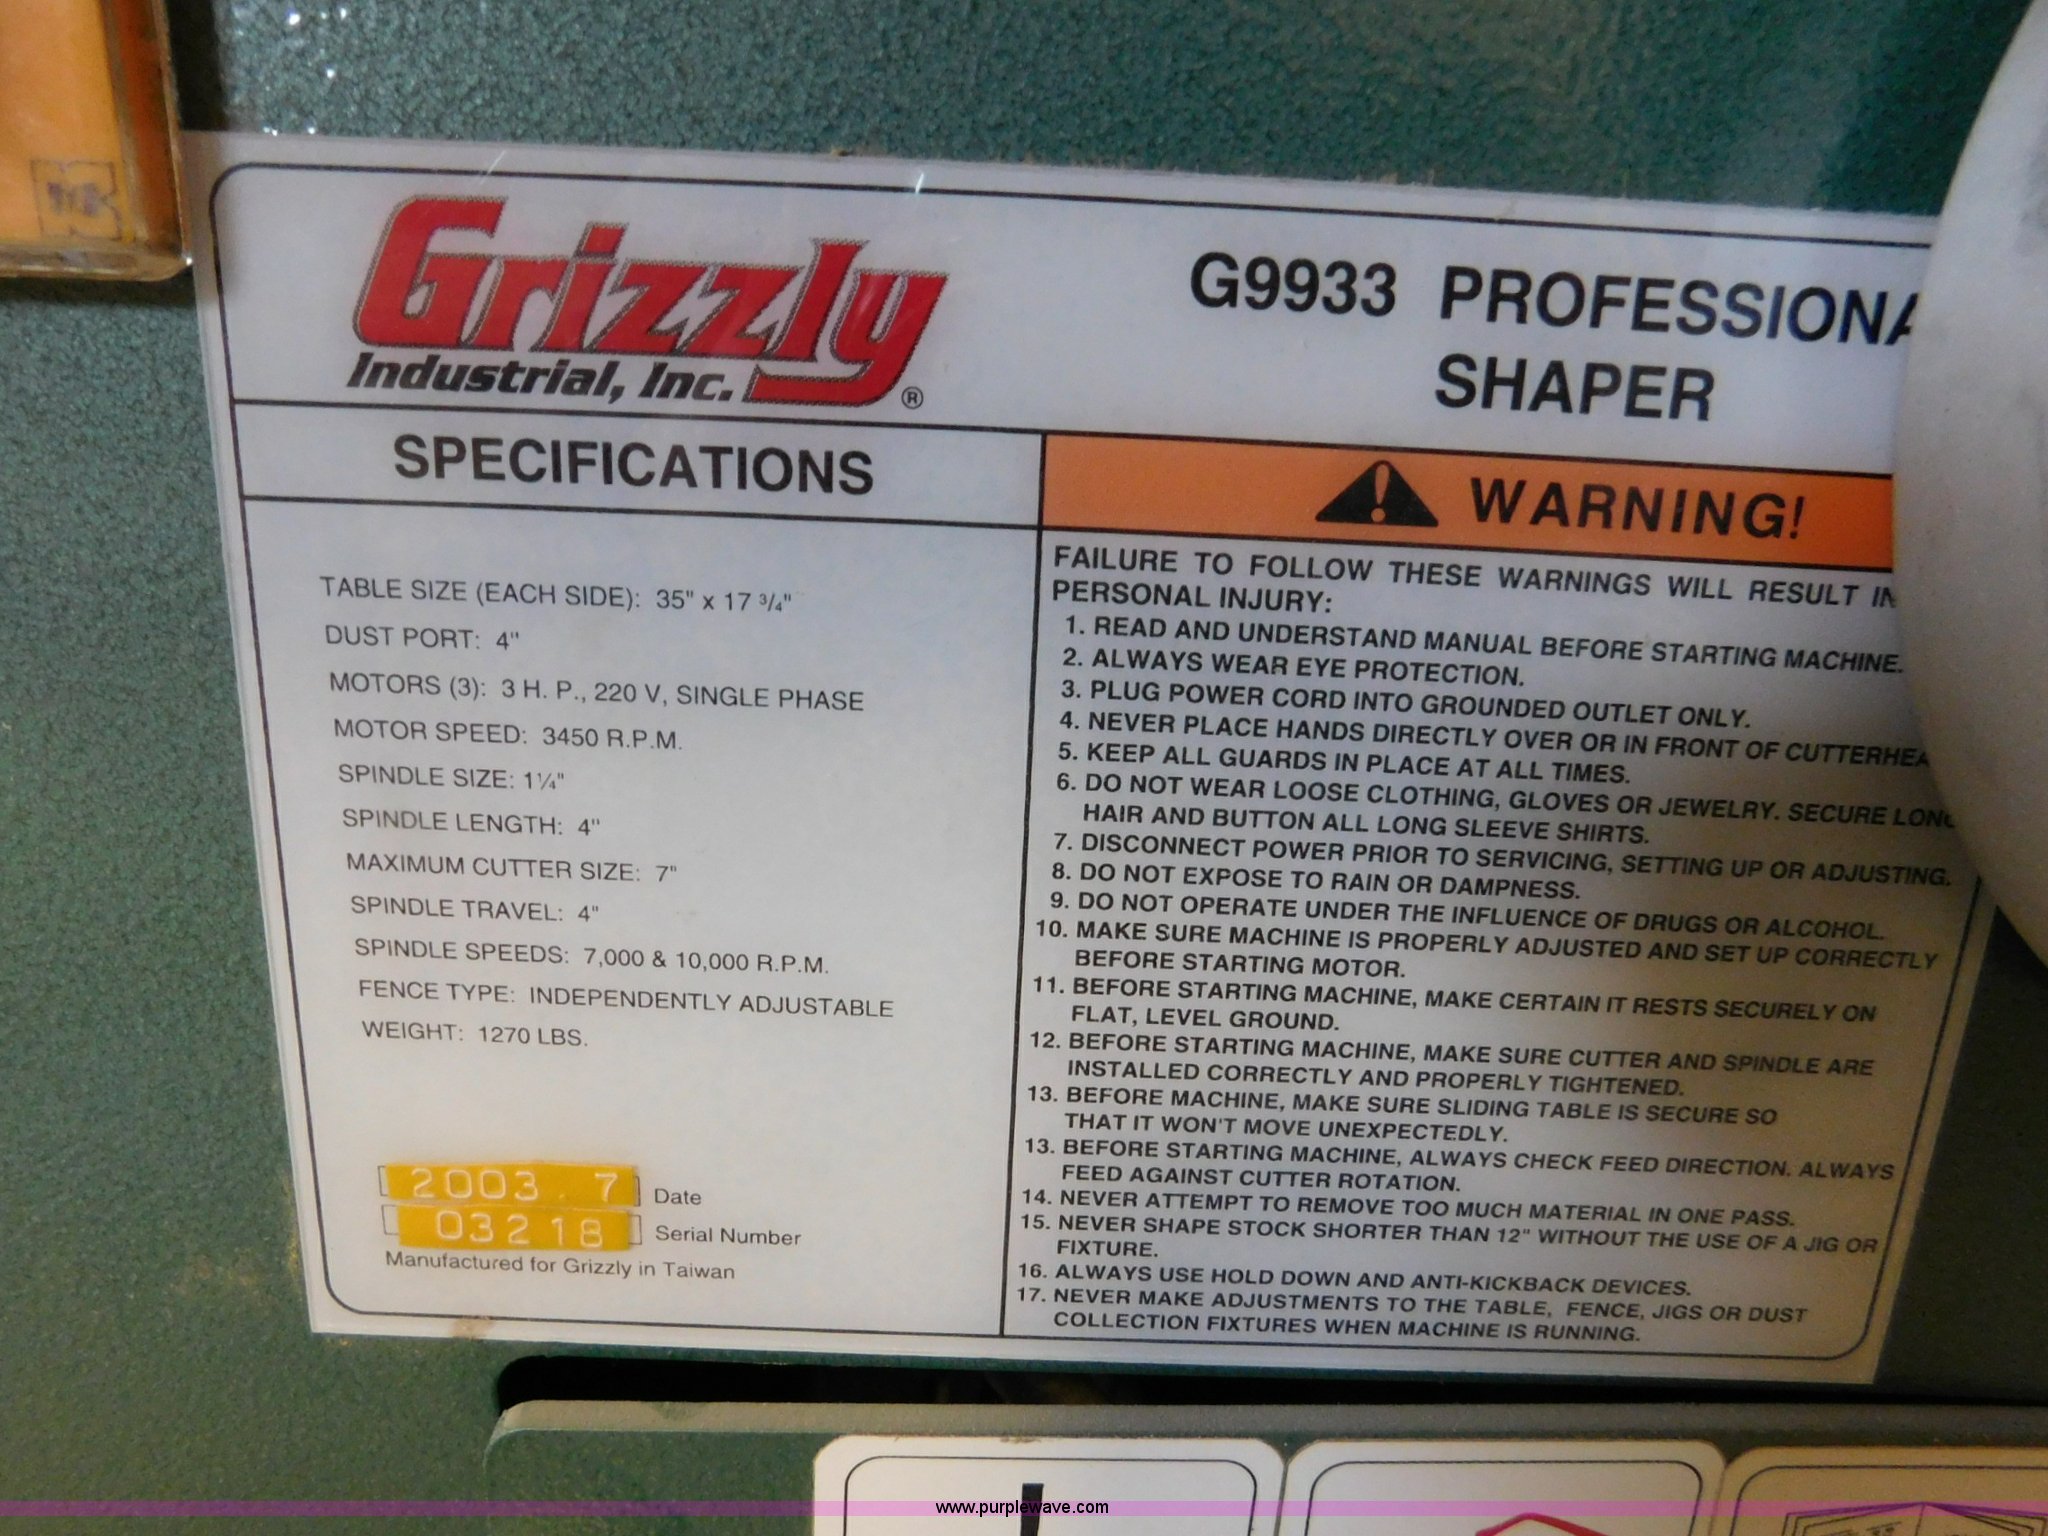 Grizzly
Industrial, Inc. ®
G9933 PROFESSIONA
SHAPER
SPECIFICATIONS
TABLE SIZE (EACH SIDE): 35" x 17 3/4"
DUST PORT: 4"
MOTORS (3): 3 H. P., 220 V, SINGLE PHASE
MOTOR SPEED: 3450 R.P.M.
SPINDLE SIZE: 1¼"
SPINDLE LENGTH: 4"
MAXIMUM CUTTER SIZE: 7"
SPINDLE TRAVEL: 4"
SPINDLE SPEEDS: 7,000 & 10,000 R.P.M.
FENCE TYPE: INDEPENDENTLY ADJUSTABLE
WEIGHT: 1270 LBS.
2003.7 Date
03218 Serial Number
Manufactured for Grizzly in Taiwan
WARNING!
FAILURE TO FOLLOW THESE WARNINGS WILL RESULT IN
PERSONAL INJURY:
1. READ AND UNDERSTAND MANUAL BEFORE STARTING MACHINE.
2. ALWAYS WEAR EYE PROTECTION.
3. PLUG POWER CORD INTO GROUNDED OUTLET ONLY.
4. NEVER PLACE HANDS DIRECTLY OVER OR IN FRONT OF CUTTERHEA
5. KEEP ALL GUARDS IN PLACE AT ALL TIMES.
6. DO NOT WEAR LOOSE CLOTHING, GLOVES OR JEWELRY. SECURE LONG
HAIR AND BUTTON ALL LONG SLEEVE SHIRTS.
7. DISCONNECT POWER PRIOR TO SERVICING, SETTING UP OR ADJUSTING.
8. DO NOT EXPOSE TO RAIN OR DAMPNESS.
9. DO NOT OPERATE UNDER THE INFLUENCE OF DRUGS OR ALCOHOL.
10. MAKE SURE MACHINE IS PROPERLY ADJUSTED AND SET UP CORRECTLY
BEFORE STARTING MOTOR.
11. BEFORE STARTING MACHINE, MAKE CERTAIN IT RESTS SECURELY ON
FLAT, LEVEL GROUND.
12. BEFORE STARTING MACHINE, MAKE SURE CUTTER AND SPINDLE ARE
INSTALLED CORRECTLY AND PROPERLY TIGHTENED.
13. BEFORE MACHINE, MAKE SURE SLIDING TABLE IS SECURE SO
THAT IT WON'T MOVE UNEXPECTEDLY.
13. BEFORE STARTING MACHINE, ALWAYS CHECK FEED DIRECTION. ALWAYS
FEED AGAINST CUTTER ROTATION.
14. NEVER ATTEMPT TO REMOVE TOO MUCH MATERIAL IN ONE PASS.
15. NEVER SHAPE STOCK SHORTER THAN 12" WITHOUT THE USE OF A JIG OR
FIXTURE.
16. ALWAYS USE HOLD DOWN AND ANTI-KICKBACK DEVICES.
17. NEVER MAKE ADJUSTMENTS TO THE TABLE, FENCE, JIGS OR DUST
COLLECTION FIXTURES WHEN MACHINE IS RUNNING.
www.purplewave.com